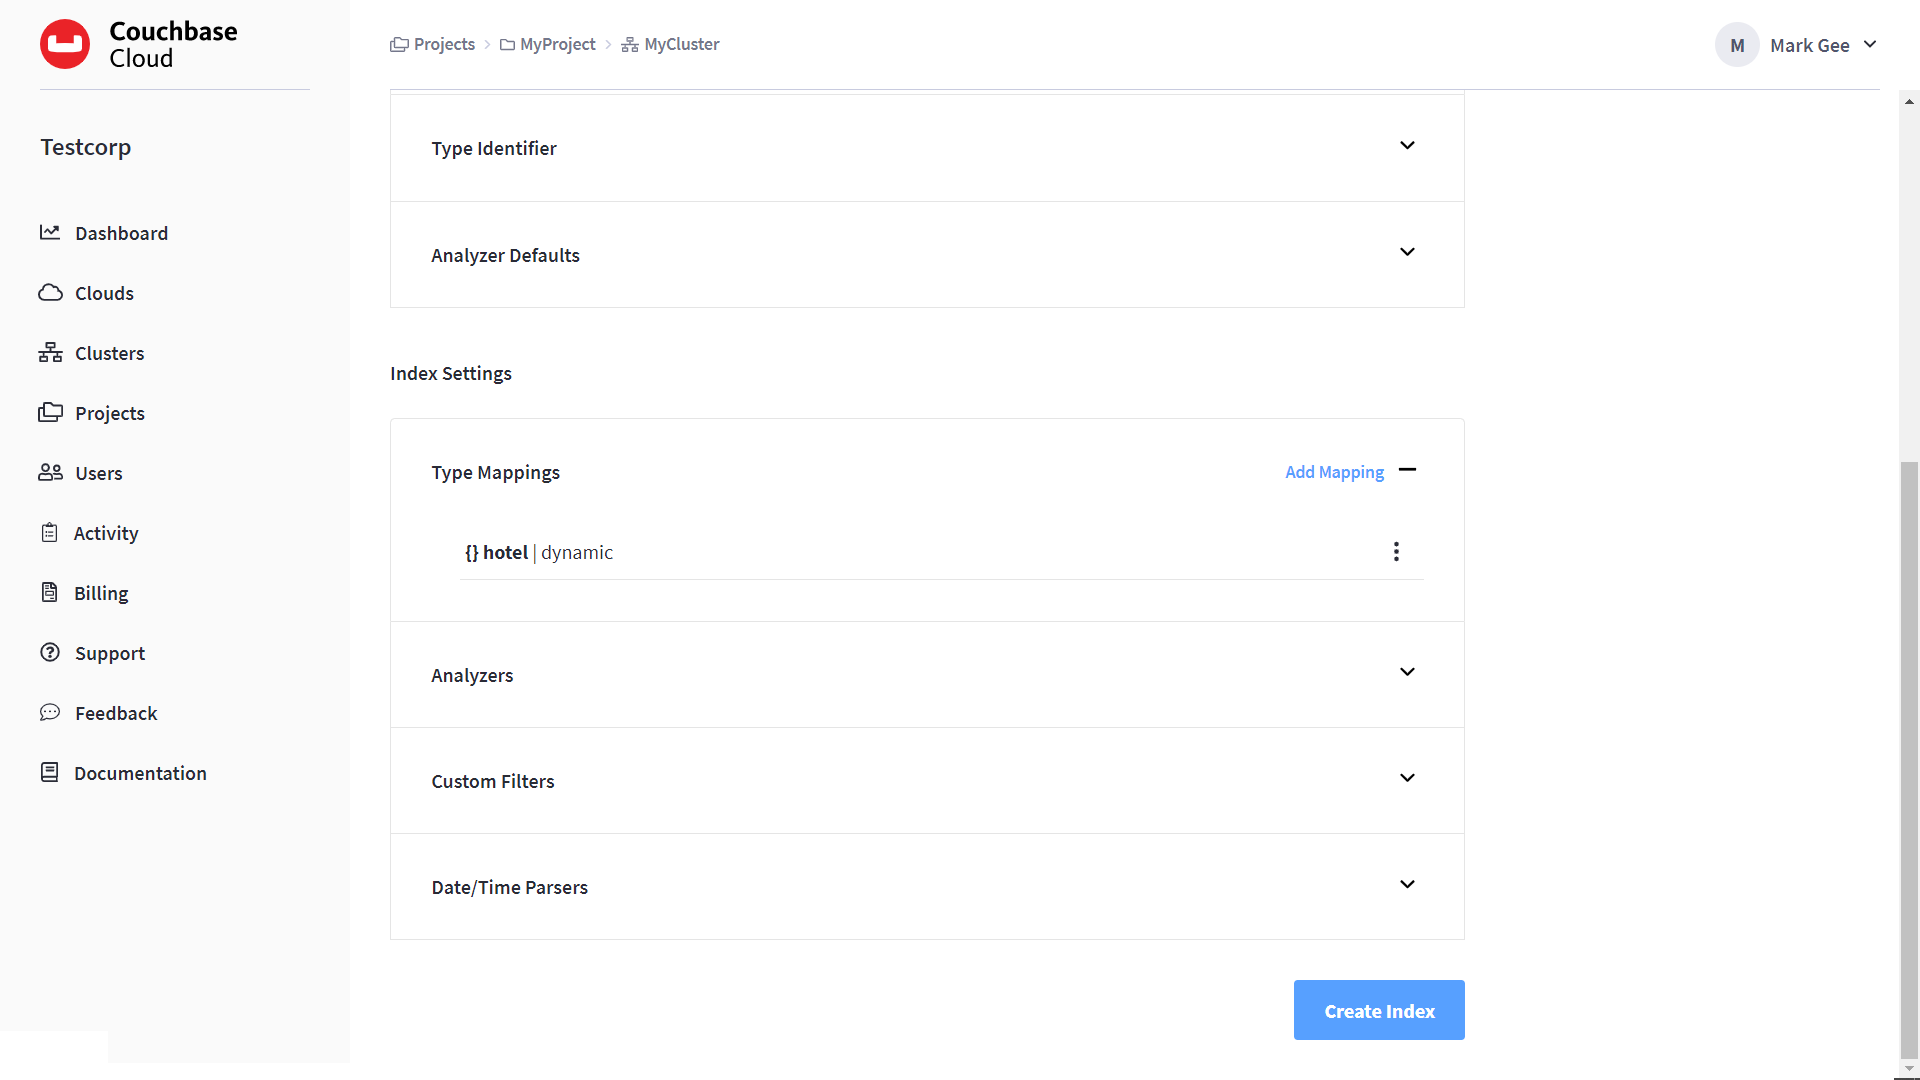 Couchbase
Cloud
Projects > MyProject > MyCluster
M Mark Gee
Testcorp
Dashboard
Clouds
Clusters
Projects
Users
Activity
Billing
Support
Feedback
Documentation
Type Identifier
Analyzer Defaults
Index Settings
Type Mappings Add Mapping
{} hotel | dynamic
Analyzers
Custom Filters
Date/Time Parsers
Create Index